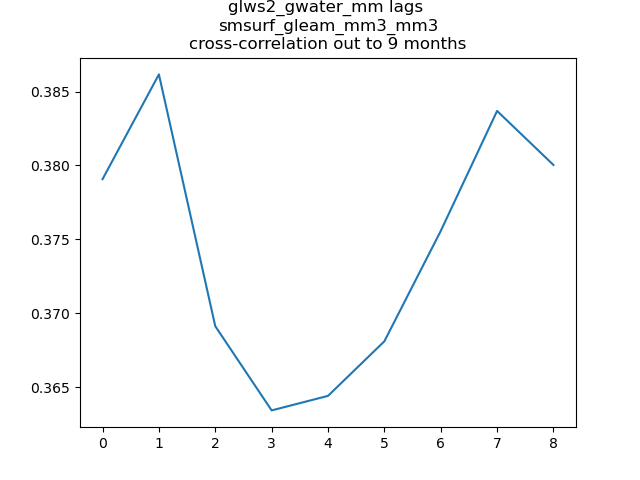 glws2_gwater_mm lags
smsurf_gleam_mm3_mm3
cross-correlation out to 9 months
0.385
0.380
0.375
0.370
0.365
0 1 2 3 4 5 6 7 8